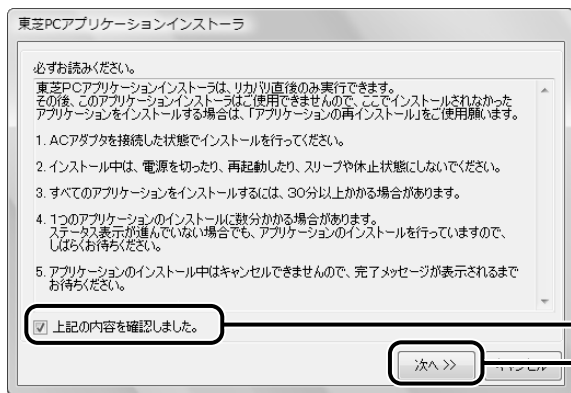 東芝PCアプリケーションインストーラ
必ずお読みください。
東芝PCアプリケーションインストーラは、リカバリ直後のみ実行できます。
その後、このアプリケーションインストーラはご使用できませんので、ここでインストールされなかった
アプリケーションをインストールする場合は、「アプリケーションの再インストール」をご使用願います。
1. ACアダプタを接続した状態でインストールを行ってください。
2. インストール中は、電源を切ったり、再起動したり、スリープや休止状態にしないでください。
3. すべてのアプリケーションをインストールするには、30分以上かかる場合があります。
4. 1つのアプリケーションのインストールに数分かかる場合があります。
ステータス表示が進んでいない場合でも、アプリケーションのインストールを行っていますので、
しばらくお待ちください。
5. アプリケーションのインストール中はキャンセルできませんので、完了メッセージが表示されるまで
お待ちください。
上記の内容を確認しました。
次へ >>
キャンセル